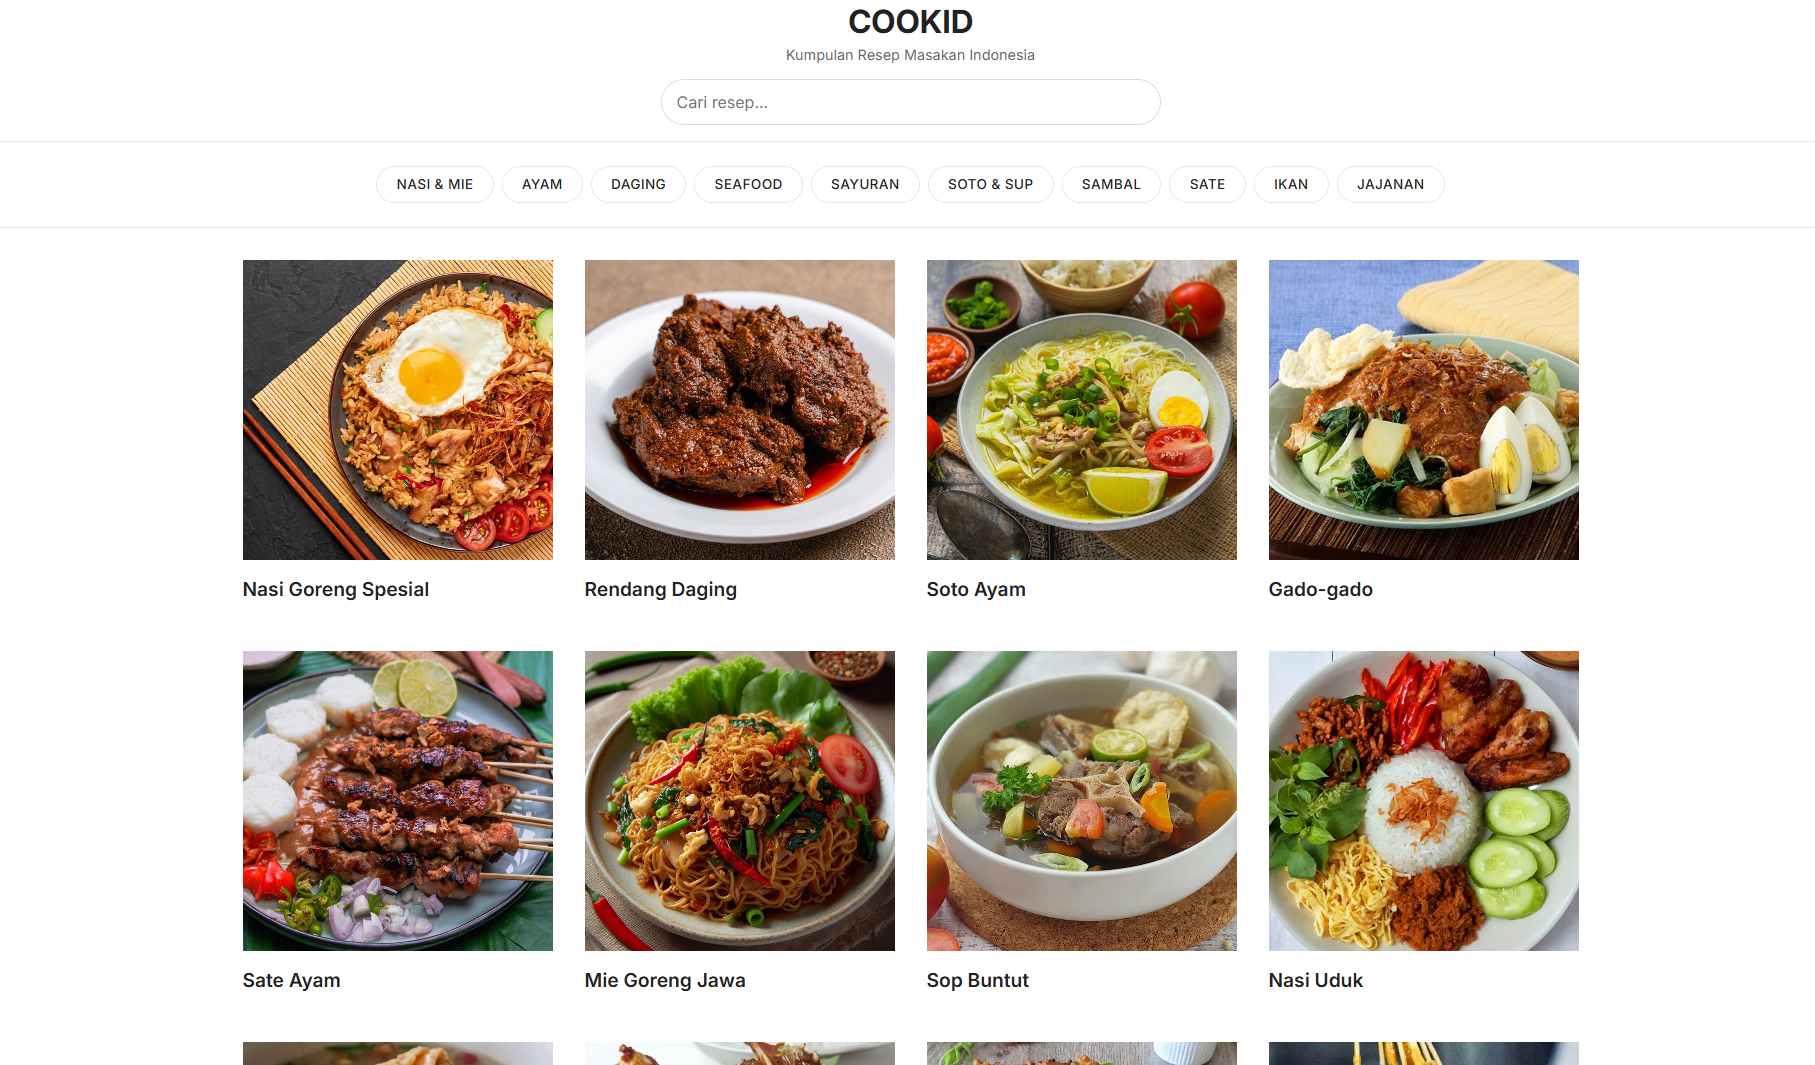 COOKID
Kumpulan Resep Masakan Indonesia
Cari resep...
NASI & MIE
AYAM
DAGING
SEAFOOD
SAYURAN
SOTO & SUP
SAMBAL
SATE
IKAN
JAJANAN
Nasi Goreng Spesial
Rendang Daging
Soto Ayam
Gado-gado
Sate Ayam
Mie Goreng Jawa
Sop Buntut
Nasi Uduk